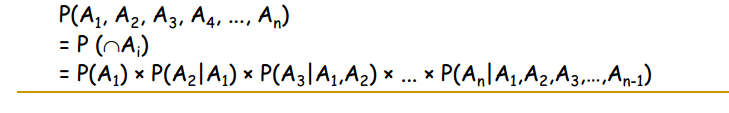 P(A₁, A₂, A₃, A₄, ..., Aₙ)
= P (∩Aᵢ)
= P(A₁) × P(A₂|A₁) × P(A₃|A₁,A₂) × ... × P(Aₙ|A₁,A₂,A₃,...,Aₙ₋₁)